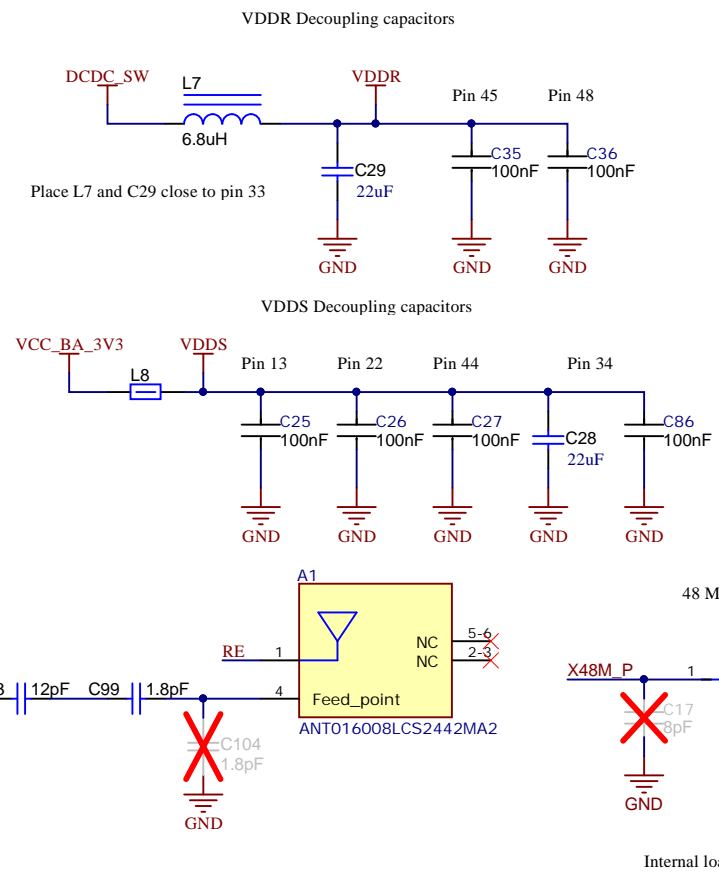 VDDR Decoupling capacitors
DCDC_SW
L7
VDDR
Pin 45
Pin 48
6.8uH
C29
22uF
C35
100nF
C36
100nF
Place L7 and C29 close to pin 33
GND
GND
GND
VDDS Decoupling capacitors
VCC_BA_3V3
VDDS
L8
Pin 13
Pin 22
Pin 44
Pin 34
C25
100nF
C26
100nF
C27
100nF
C28
22uF
C86
100nF
GND
GND
GND
GND
GND
A1
48 M
RE
1
NC
5-6
NC
2-3
X48M_P
1
3
12pF
C99
1.8pF
4
Feed_point
ANT016008LCS2442MA2
C17
8pF
C104
1.8pF
GND
GND
Internal loa